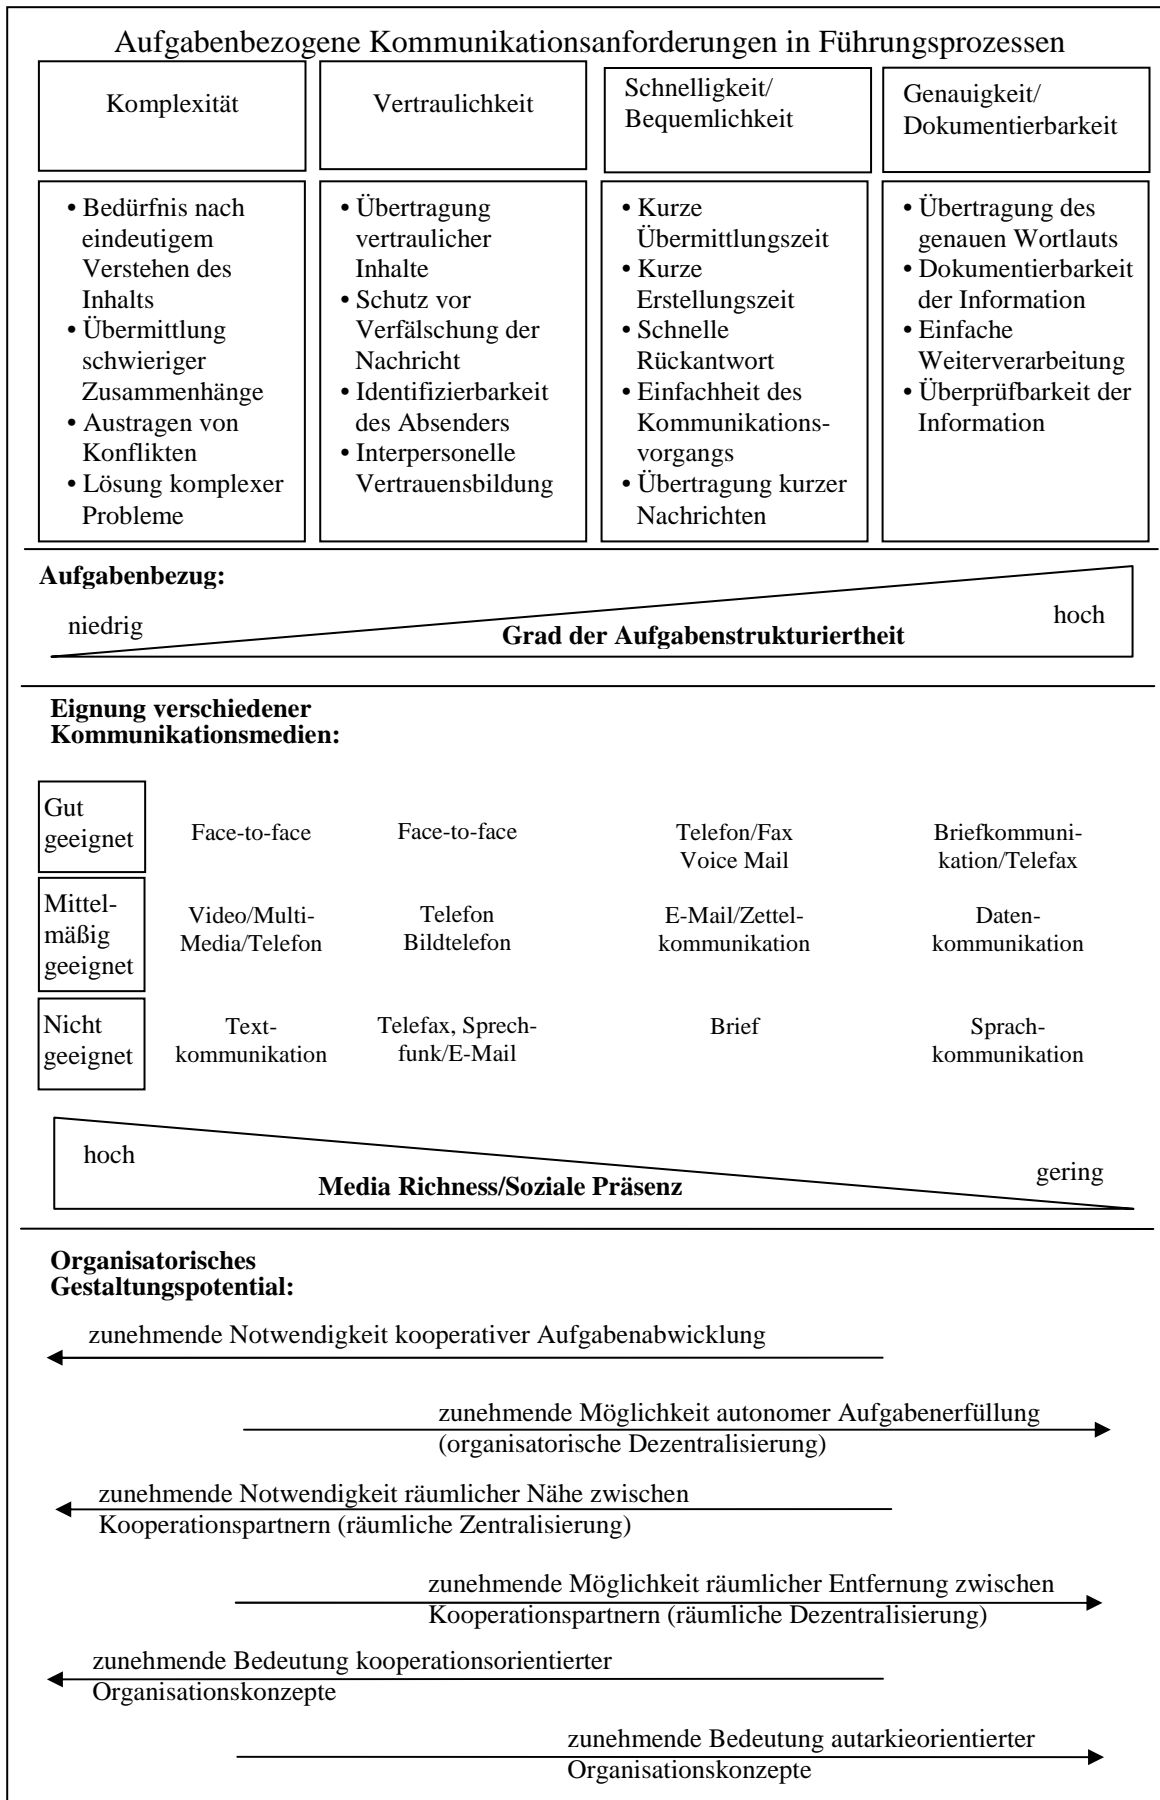 Aufgabenbezogene Kommunikationsanforderungen in Führungsprozessen
Komplexität
Vertraulichkeit
Schnelligkeit/
Bequemlichkeit
Genauigkeit/
Dokumentierbarkeit
• Bedürfnis nach
eindeutigem
Verstehen des
Inhalts
• Übermittlung
schwieriger
Zusammenhänge
• Austragen von
Konflikten
• Lösung komplexer
Probleme
• Übertragung
vertraulicher
Inhalte
• Schutz vor
Verfälschung der
Nachricht
• Identifizierbarkeit
des Absenders
• Interpersonelle
Vertrauensbildung
• Kurze
Übermittlungszeit
• Kurze
Erstellungszeit
• Schnelle
Rückantwort
• Einfachheit des
Kommunikations-
vorgangs
• Übertragung kurzer
Nachrichten
• Übertragung des
genauen Wortlauts
• Dokumentierbarkeit
der Information
• Einfache
Weiterverarbeitung
• Überprüfbarkeit der
Information
Aufgabenbezug:
niedrig
hoch
Grad der Aufgabenstrukturiertheit
Eignung verschiedener
Kommunikationsmedien:
Gut
geeignet
Face-to-face
Face-to-face
Telefon/Fax
Voice Mail
Briefkommuni-
kation/Telefax
Mittel-
mäßig
geeignet
Video/Multi-
Media/Telefon
Telefon
Bildtelefon
E-Mail/Zettel-
kommunikation
Daten-
kommunikation
Nicht
geeignet
Text-
kommunikation
Telefax, Sprech-
funk/E-Mail
Brief
Sprach-
kommunikation
hoch
gering
Media Richness/Soziale Präsenz
Organisatorisches
Gestaltungspotential:
zunehmende Notwendigkeit kooperativer Aufgabenabwicklung
zunehmende Möglichkeit autonomer Aufgabenerfüllung
(organisatorische Dezentralisierung)
zunehmende Notwendigkeit räumlicher Nähe zwischen
Kooperationspartnern (räumliche Zentralisierung)
zunehmende Möglichkeit räumlicher Entfernung zwischen
Kooperationspartnern (räumliche Dezentralisierung)
zunehmende Bedeutung kooperationsorientierter
Organisationskonzepte
zunehmende Bedeutung autarkieorientierter
Organisationskonzepte